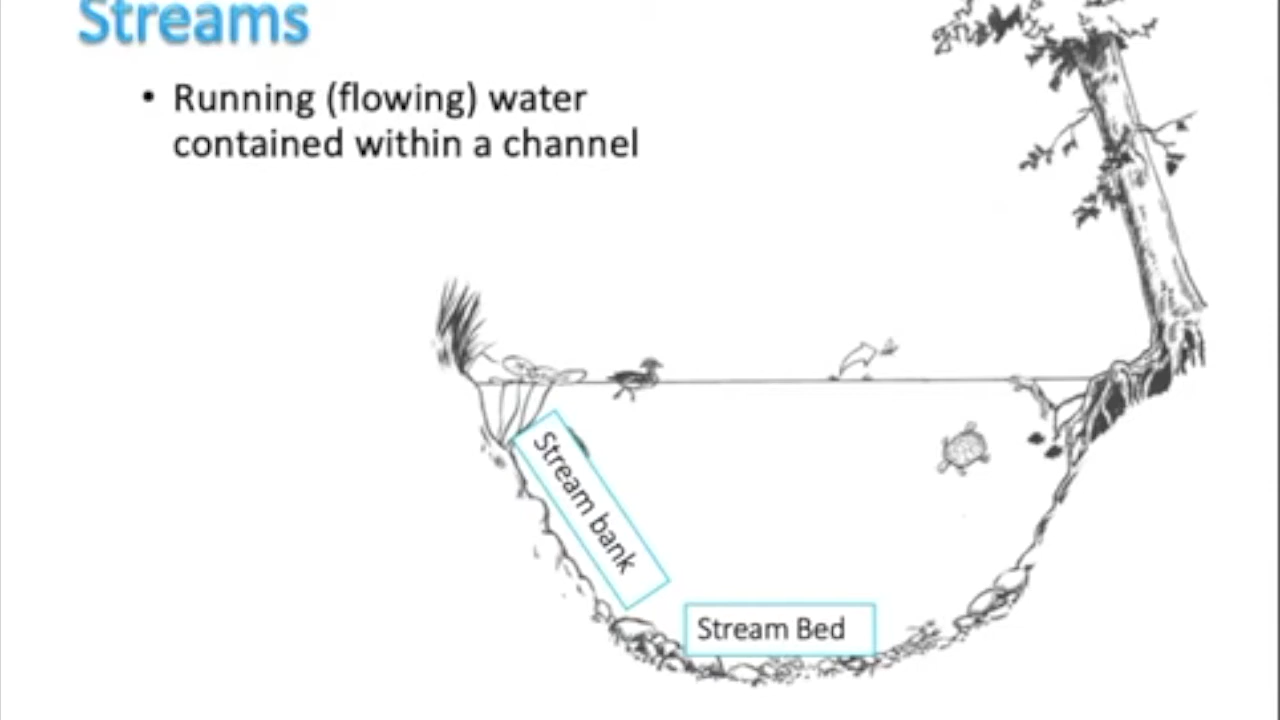 Streams
• Running (flowing) water
contained within a channel
Stream bank
Stream Bed